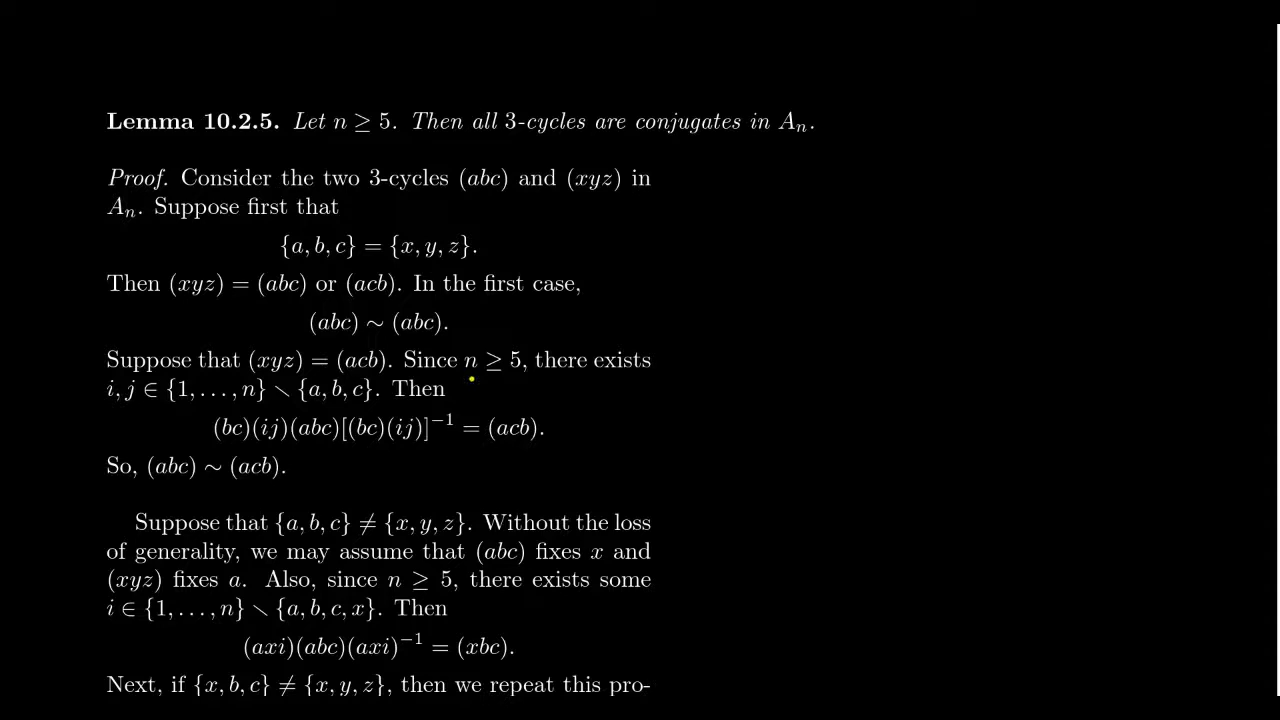 Lemma 10.2.5. Let n ≥ 5. Then all 3-cycles are conjugates in Aₙ.
Proof. Consider the two 3-cycles (abc) and (xyz) in
Aₙ. Suppose first that
{a, b, c} = {x, y, z}.
Then (xyz) = (abc) or (acb). In the first case,
(abc) ∼ (abc).
Suppose that (xyz) = (acb). Since n ≥ 5, there exists
i, j ∈ {1, . . . , n} ∖ {a, b, c}. Then
(bc)(ij)(abc)[(bc)(ij)]⁻¹ = (acb).
So, (abc) ∼ (acb).
Suppose that {a, b, c} ≠ {x, y, z}. Without the loss
of generality, we may assume that (abc) fixes x and
(xyz) fixes a. Also, since n ≥ 5, there exists some
i ∈ {1, . . . , n} ∖ {a, b, c, x}. Then
(axi)(abc)(axi)⁻¹ = (xbc).
Next, if {x, b, c} ≠ {x, y, z}, then we repeat this pro-